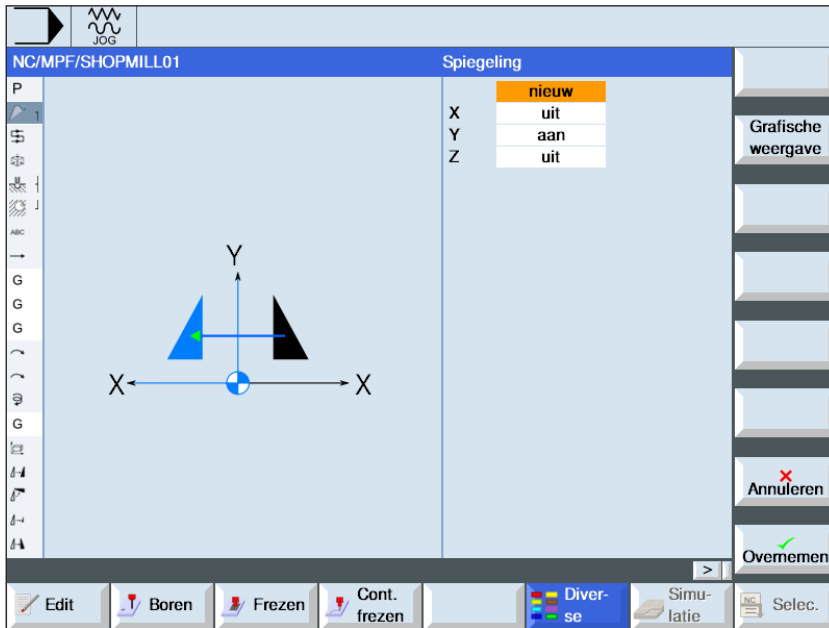 JOG
NC/MPF/SHOPMILL01
Spiegeling
nieuw
X uit
Y aan
Z uit
P
1
ABC
G
G
G
G
Y
X
X
Grafische
weergave
Annuleren
Overnemen
>
Edit
Boren
Frezen
Cont.
frezen
Diver-
se
Simu-
latie
NC
Selec.